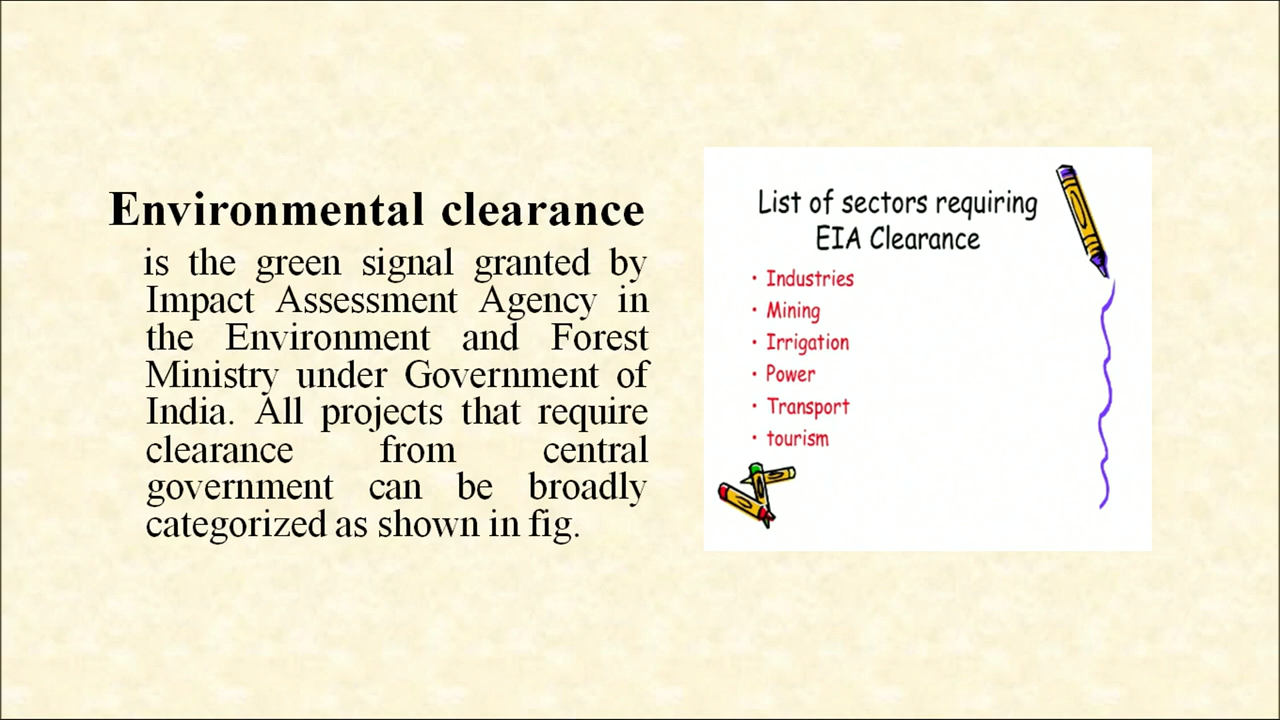 Environmental clearance
is the green signal granted by
Impact Assessment Agency in
the Environment and Forest
Ministry under Government of
India. All projects that require
clearance from central
government can be broadly
categorized as shown in fig.
List of sectors requiring
EIA Clearance
• Industries
• Mining
• Irrigation
• Power
• Transport
• tourism